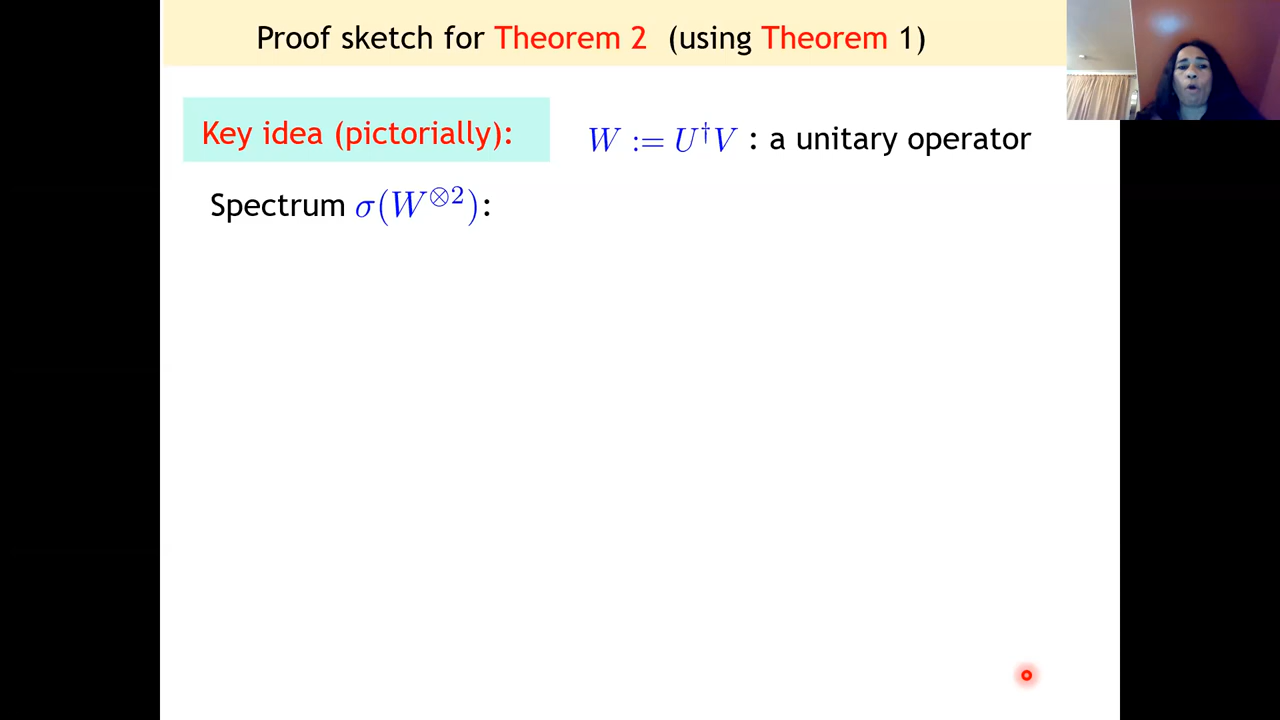 Proof sketch for Theorem 2 (using Theorem 1)
Key idea (pictorially): W := U†V : a unitary operator
Spectrum σ(W⊗2):